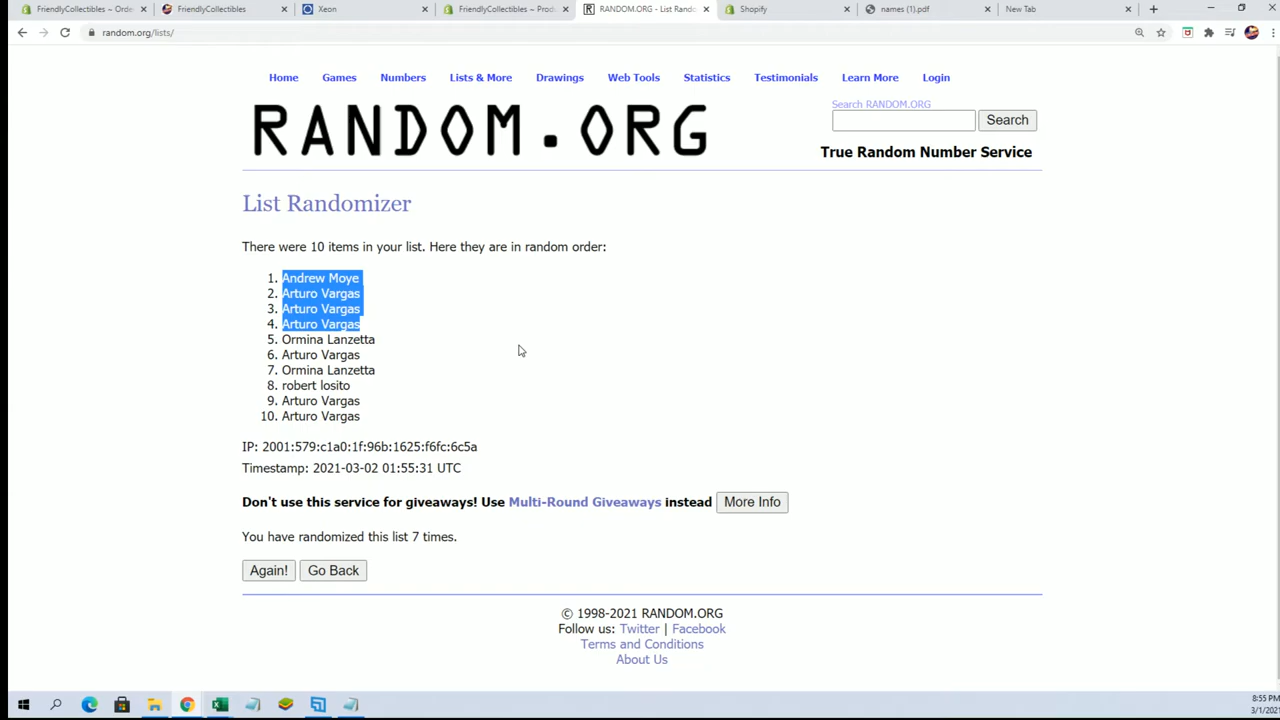 FriendlyCollectibles ~ Orde
FriendlyCollectibles
Xeon
FriendlyCollectibles ~ Produ
RANDOM.ORG - List Rando
Shopify
names (1).pdf
New Tab
random.org/lists/
Home Games Numbers Lists & More Drawings Web Tools Statistics Testimonials Learn More Login
RANDOM.ORG
Search RANDOM.ORG
Search
True Random Number Service
List Randomizer
There were 10 items in your list. Here they are in random order:
1. Andrew Moye
2. Arturo Vargas
3. Arturo Vargas
4. Arturo Vargas
5. Ormina Lanzetta
6. Arturo Vargas
7. Ormina Lanzetta
8. robert losito
9. Arturo Vargas
10. Arturo Vargas
IP: 2001:579:c1a0:1f:96b:1625:f6fc:6c5a
Timestamp: 2021-03-02 01:55:31 UTC
Don't use this service for giveaways! Use Multi-Round Giveaways instead More Info
You have randomized this list 7 times.
Again! Go Back
© 1998-2021 RANDOM.ORG
Follow us: Twitter | Facebook
Terms and Conditions
About Us
8:55 PM
3/1/2021